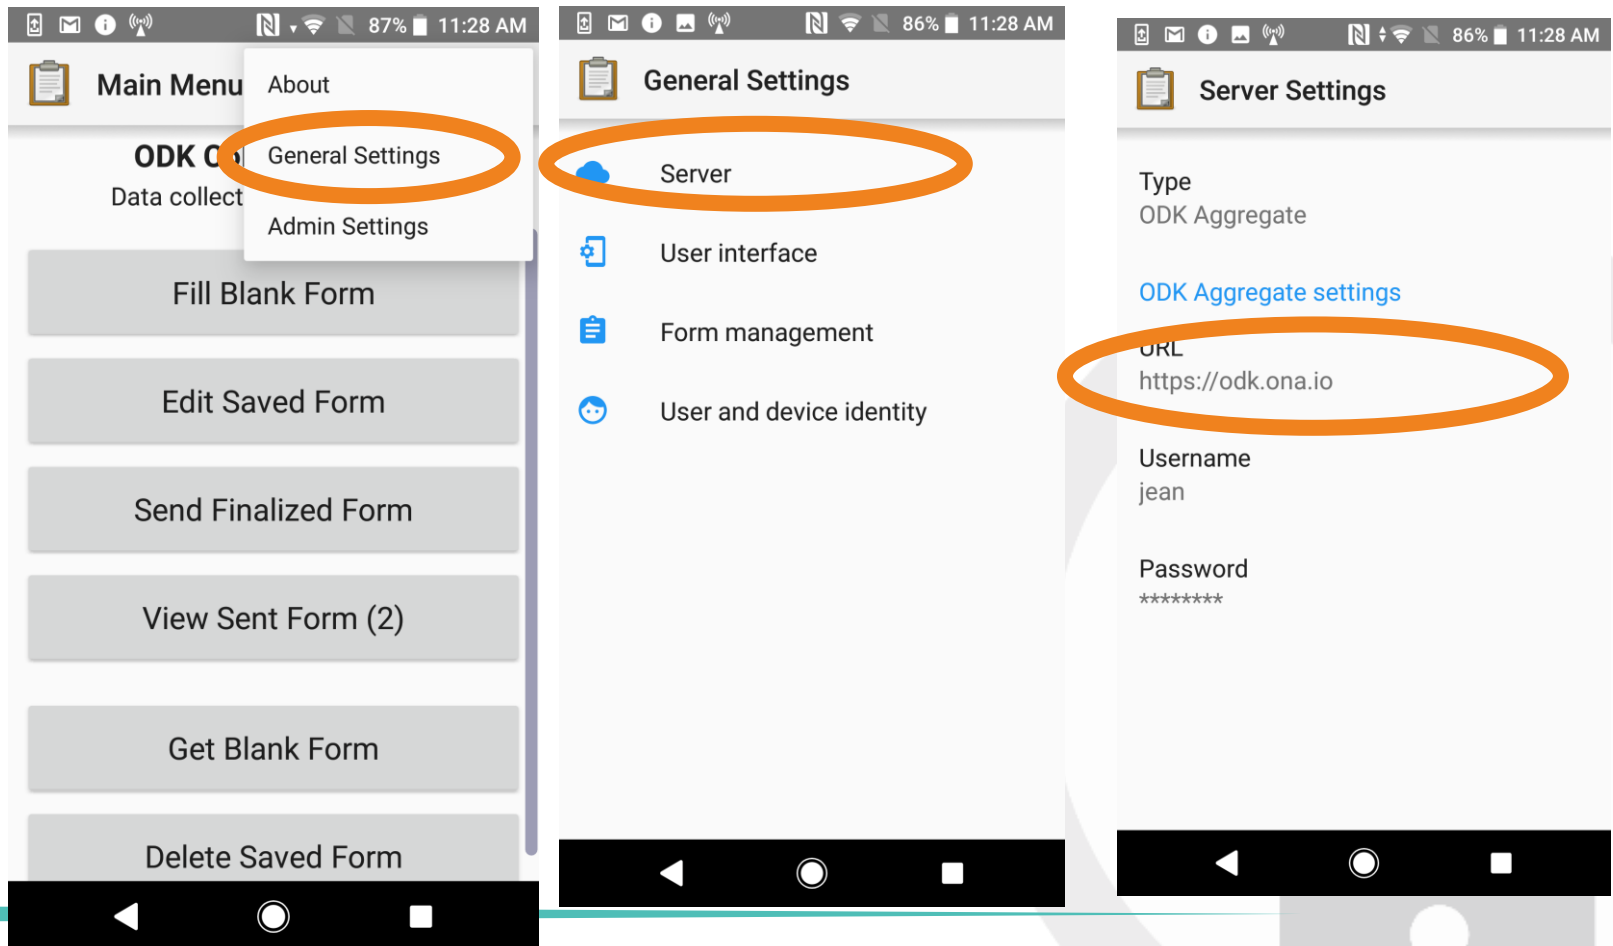 87% 11:28 AM
Main Menu
About
General Settings
Admin Settings
ODK Co
Data collect
Fill Blank Form
Edit Saved Form
Send Finalized Form
View Sent Form (2)
Get Blank Form
Delete Saved Form
86% 11:28 AM
General Settings
Server
User interface
Form management
User and device identity
86% 11:28 AM
Server Settings
Type
ODK Aggregate
ODK Aggregate settings
URL
https://odk.ona.io
Username
jean
Password
********